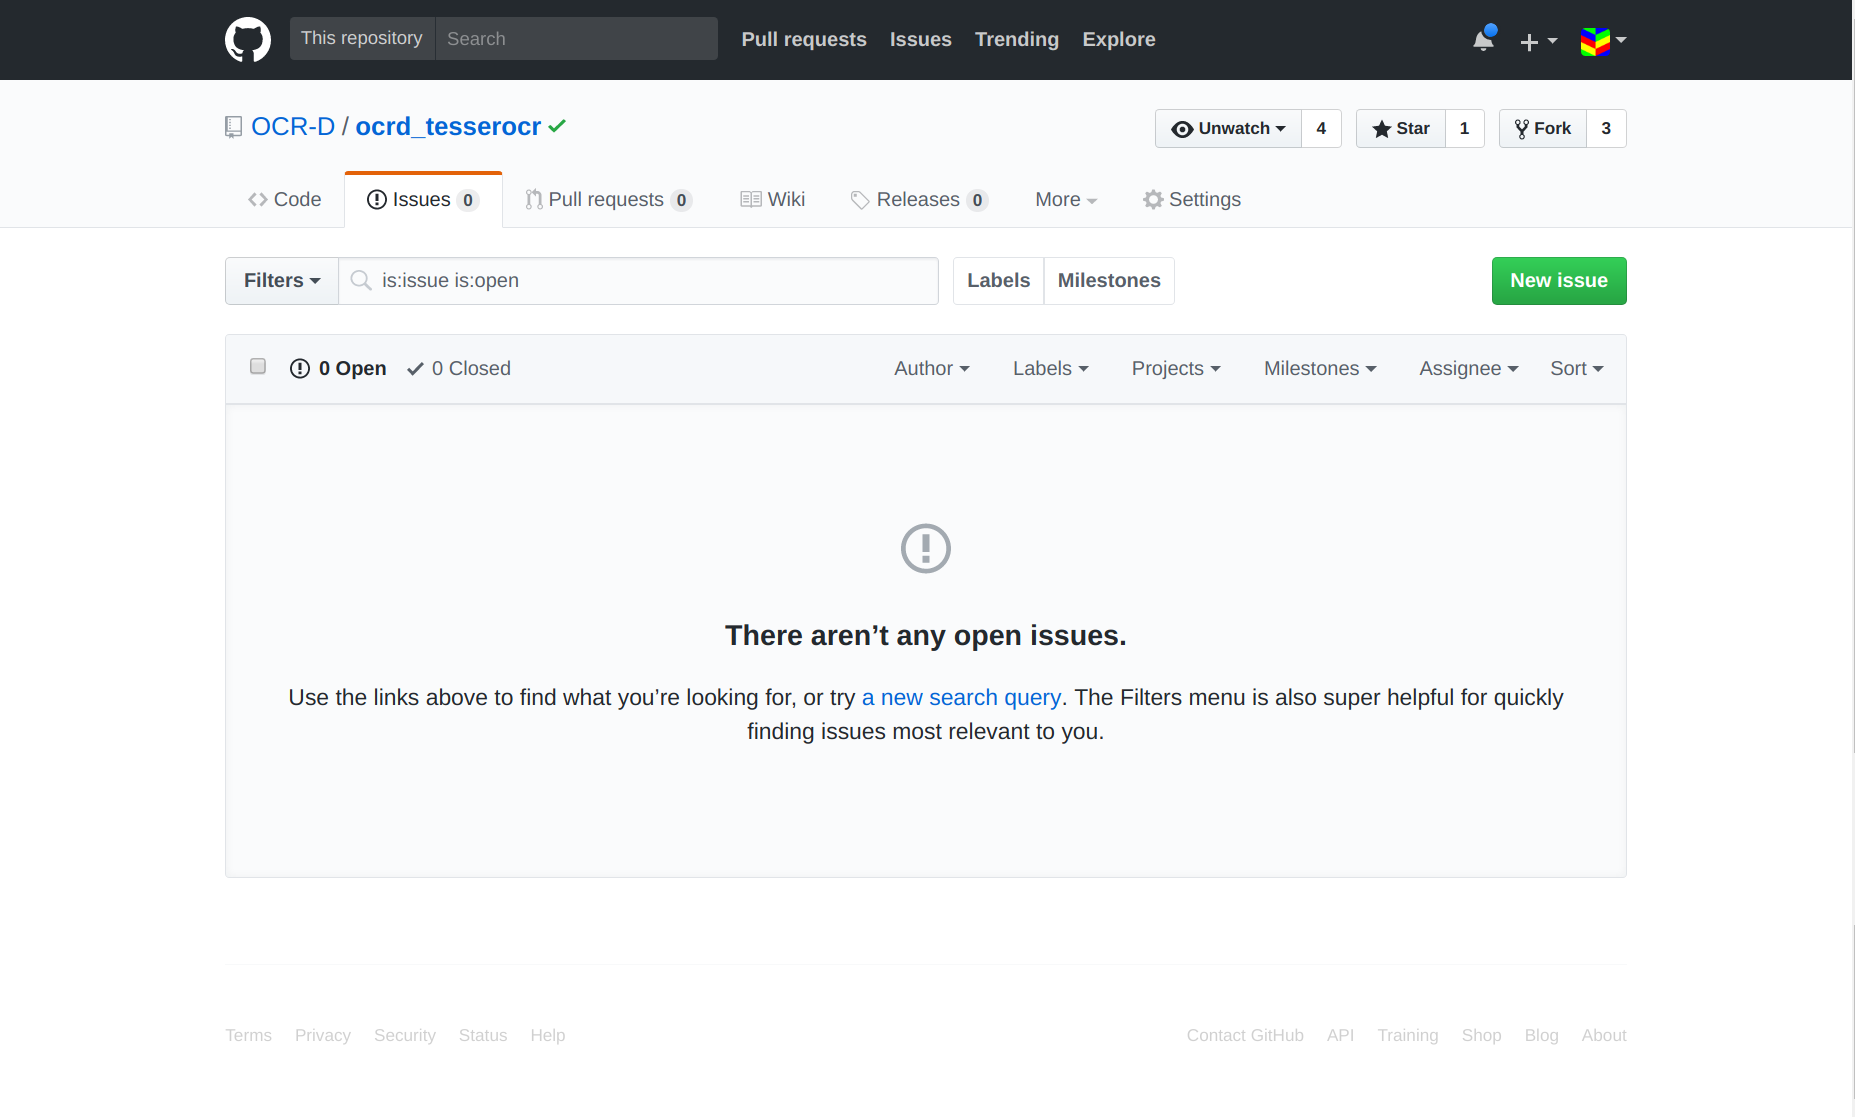 This repository Search Pull requests Issues Trending Explore
OCR-D / ocrd_tesserocr Unwatch 4 Star 1 Fork 3
Code Issues 0 Pull requests 0 Wiki Releases 0 More Settings
Filters is:issue is:open Labels Milestones New issue
0 Open 0 Closed Author Labels Projects Milestones Assignee Sort
There aren’t any open issues.
Use the links above to find what you’re looking for, or try a new search query. The Filters menu is also super helpful for quickly
finding issues most relevant to you.
Terms Privacy Security Status Help Contact GitHub API Training Shop Blog About